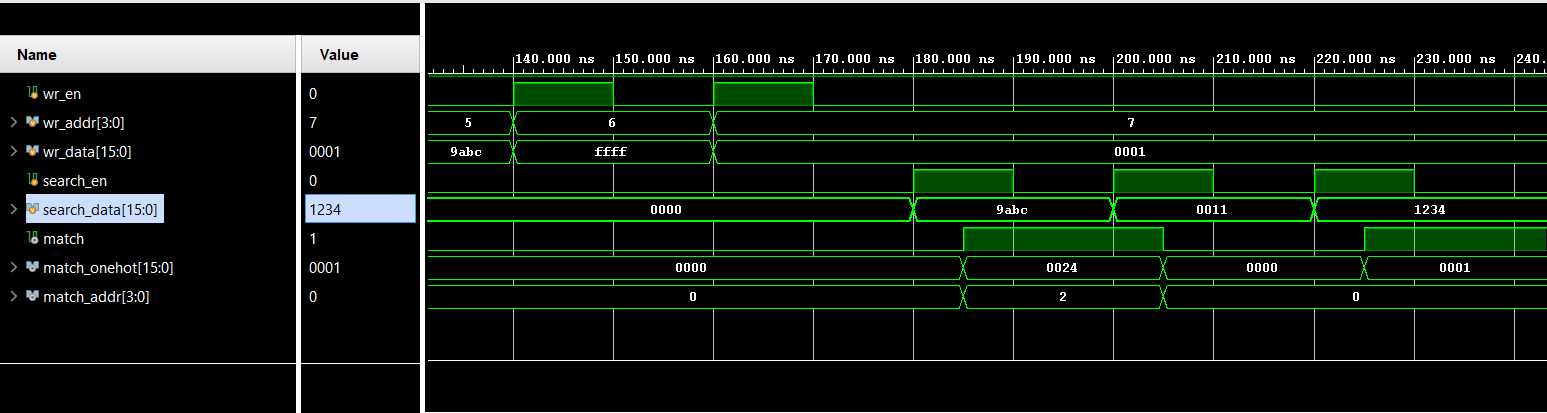 Name Value
140.000 ns 150.000 ns 160.000 ns 170.000 ns 180.000 ns 190.000 ns 200.000 ns 210.000 ns 220.000 ns 230.000 ns 240.
wr_en 0
wr_addr[3:0] 7 5 6 7
wr_data[15:0] 0001 9abc ffff 0001
search_en 0
search_data[15:0] 1234 0000 9abc 0011 1234
match 1
match_onehot[15:0] 0001 0000 0024 0000 0001
match_addr[3:0] 0 0 2 0